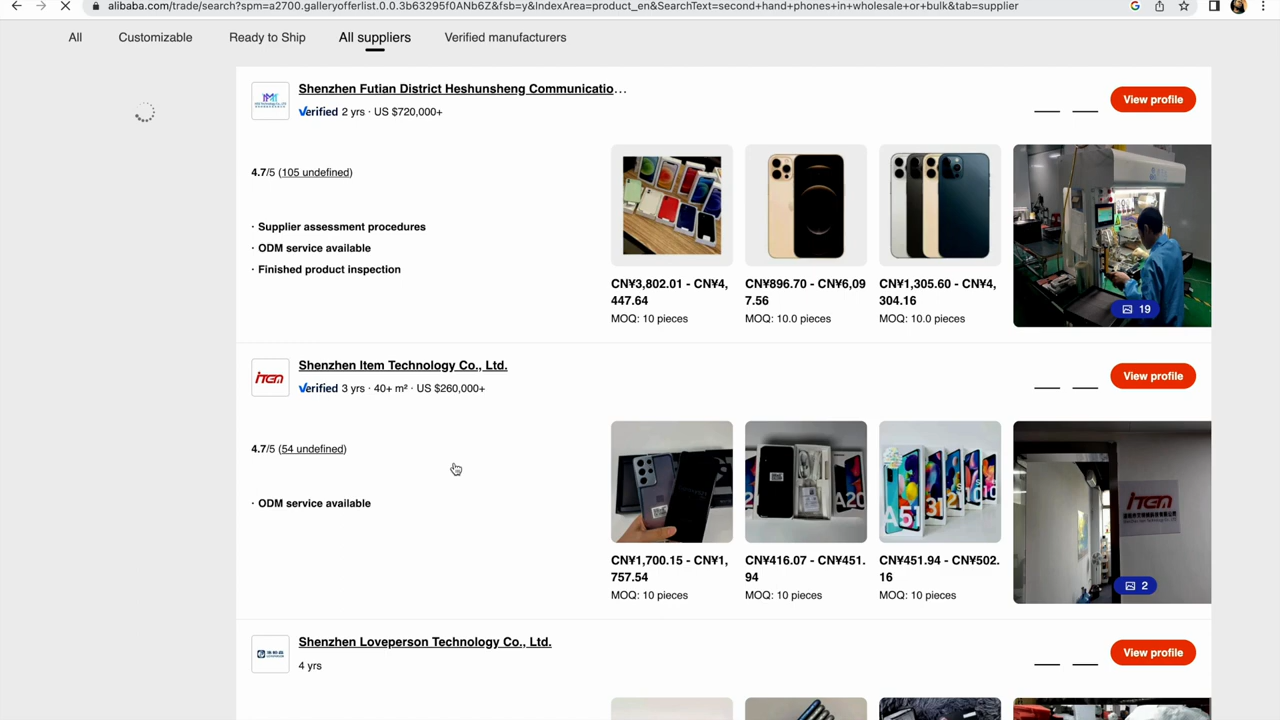 alibaba.com/trade/search?spm=a2700.galleryofferlist.0.0.3b63295f0ANb6Z&fsb=y&IndexArea=product_en&SearchText=second+hand+phones+in+wholesale+or+bulk&tab=supplier
All Customizable Ready to Ship All suppliers Verified manufacturers
Shenzhen Futian District Heshunsheng Communicatio...
Verified 2 yrs · US $720,000+
View profile
4.7/5 (105 undefined)
· Supplier assessment procedures
· ODM service available
· Finished product inspection
CN¥3,802.01 - CN¥4,
447.64
MOQ: 10 pieces
CN¥896.70 - CN¥6,09
7.56
MOQ: 10.0 pieces
CN¥1,305.60 - CN¥4,
304.16
MOQ: 10.0 pieces
19
iTEM
Shenzhen Item Technology Co., Ltd.
Verified 3 yrs · 40+ m² · US $260,000+
View profile
4.7/5 (54 undefined)
· ODM service available
A20
A51
CN¥1,700.15 - CN¥1,
757.54
MOQ: 10 pieces
CN¥416.07 - CN¥451.
94
MOQ: 10 pieces
CN¥451.94 - CN¥502.
16
MOQ: 10 pieces
iTEM
2
Shenzhen Loveperson Technology Co., Ltd.
4 yrs
View profile